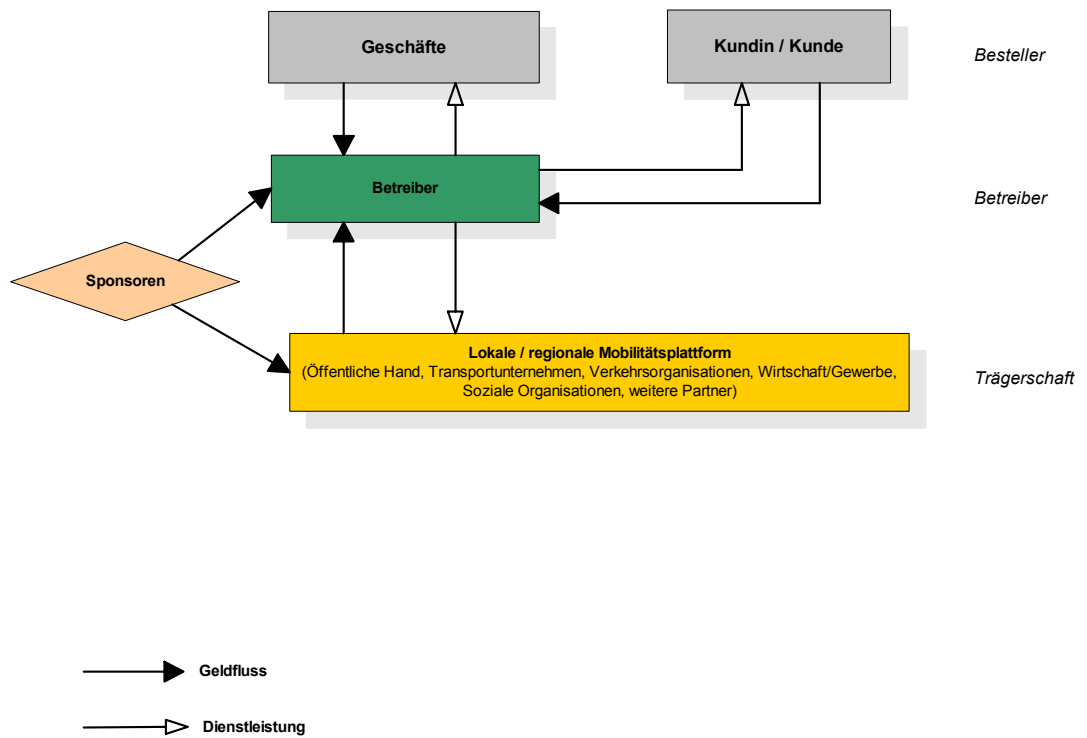 Geschäfte
Kundin / Kunde
Besteller
Betreiber
Betreiber
Sponsoren
Lokale / regionale Mobilitätsplattform
(Öffentliche Hand, Transportunternehmen, Verkehrsorganisationen, Wirtschaft/Gewerbe,
Soziale Organisationen, weitere Partner)
Trägerschaft
Geldfluss
Dienstleistung